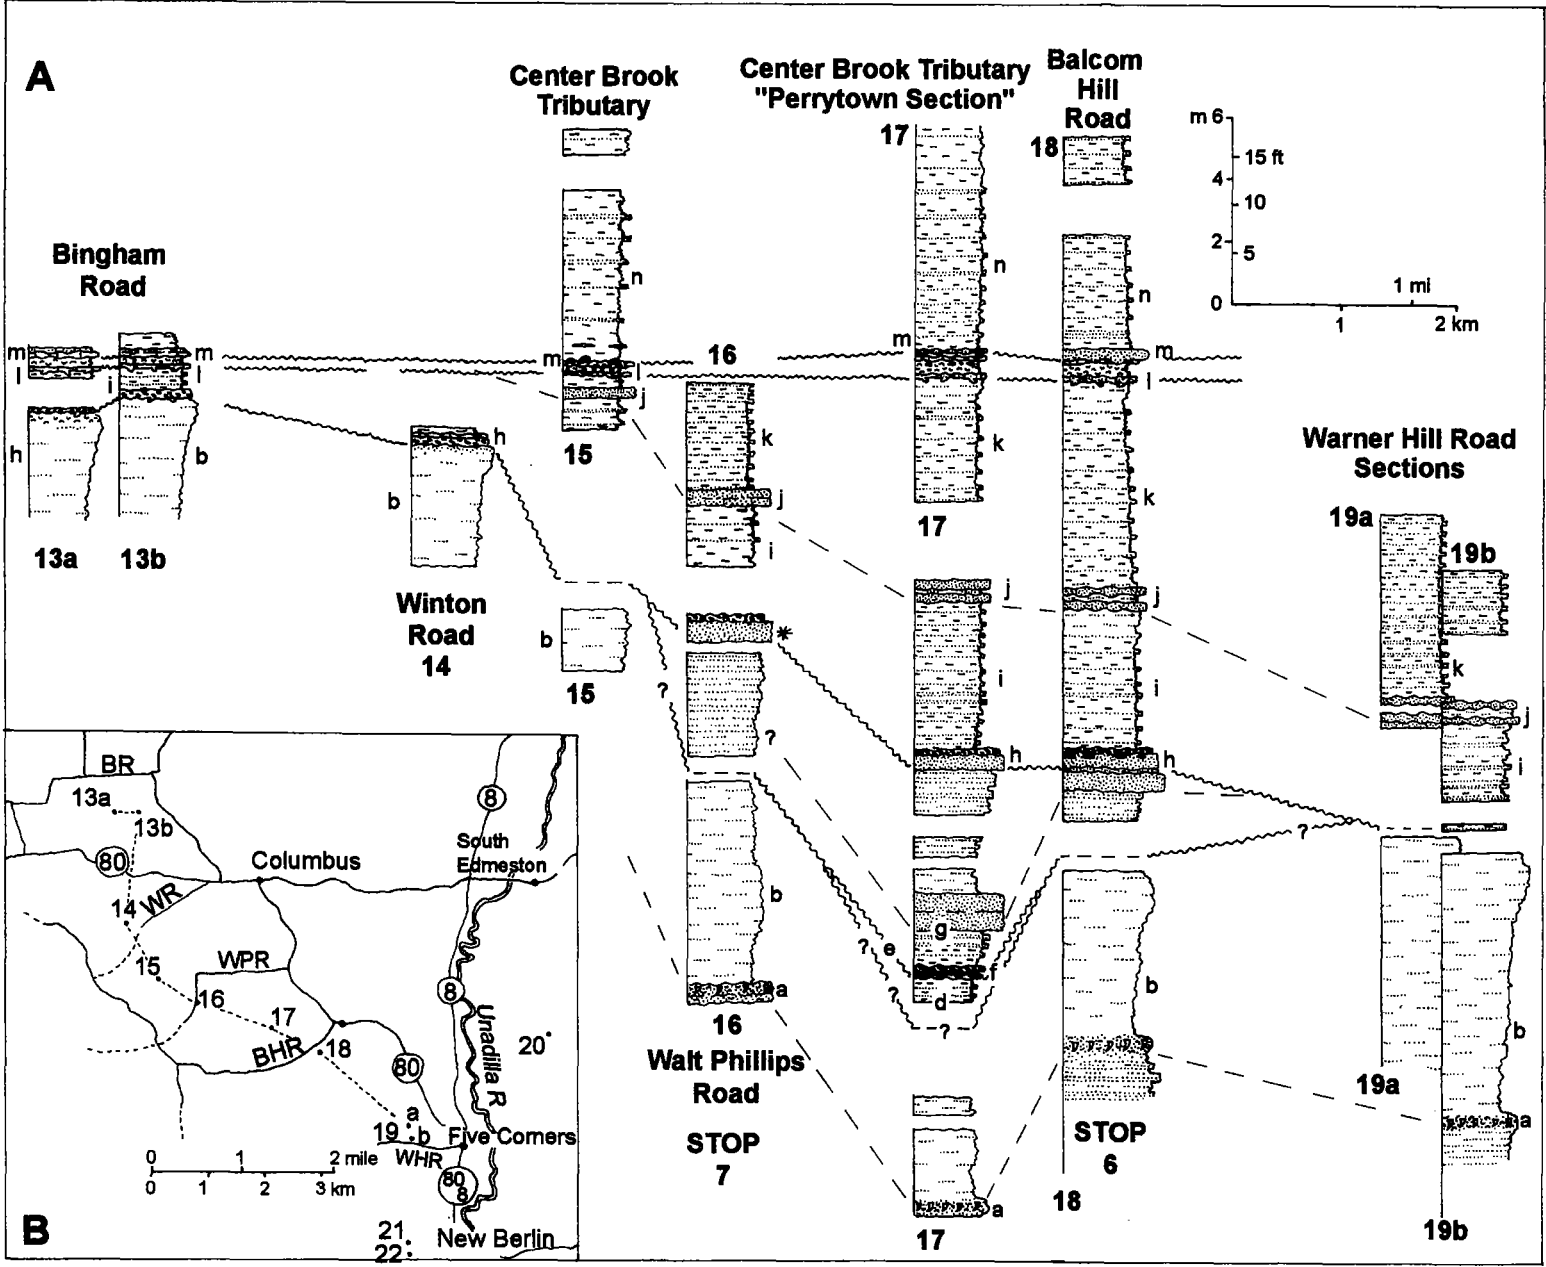 A
Center Brook
Tributary
Center Brook Tributary
"Perrytown Section"
Balcom
Hill
Road
17
18
m 6
15 ft
4
10
2
5
0
1 mi
1
2 km
Bingham
Road
n
n
n
m
m
m
m
m
l
l
l
l
i
j
16
h
b
h
b
15
k
j
i
k
17
k
Warner Hill Road
Sections
19a
19b
13a
13b
Winton
Road
14
b
15
*
?
?
j
i
h
j
i
h
k
j
i
?
b
a
16
Walt Phillips
Road
STOP
7
?
e
?
g
f
d
?
a
17
b
STOP
6
18
19a
b
a
19b
BR
13a
13b
8
80
Columbus
South
Edmeston
WR
14
15
WPR
16
17
8
BHR
18
80
Unadilla R
20
19
a
b
WHR
Five Corners
80
8
0
1
2 mile
0
1
2
3 km
B
21
22
New Berlin